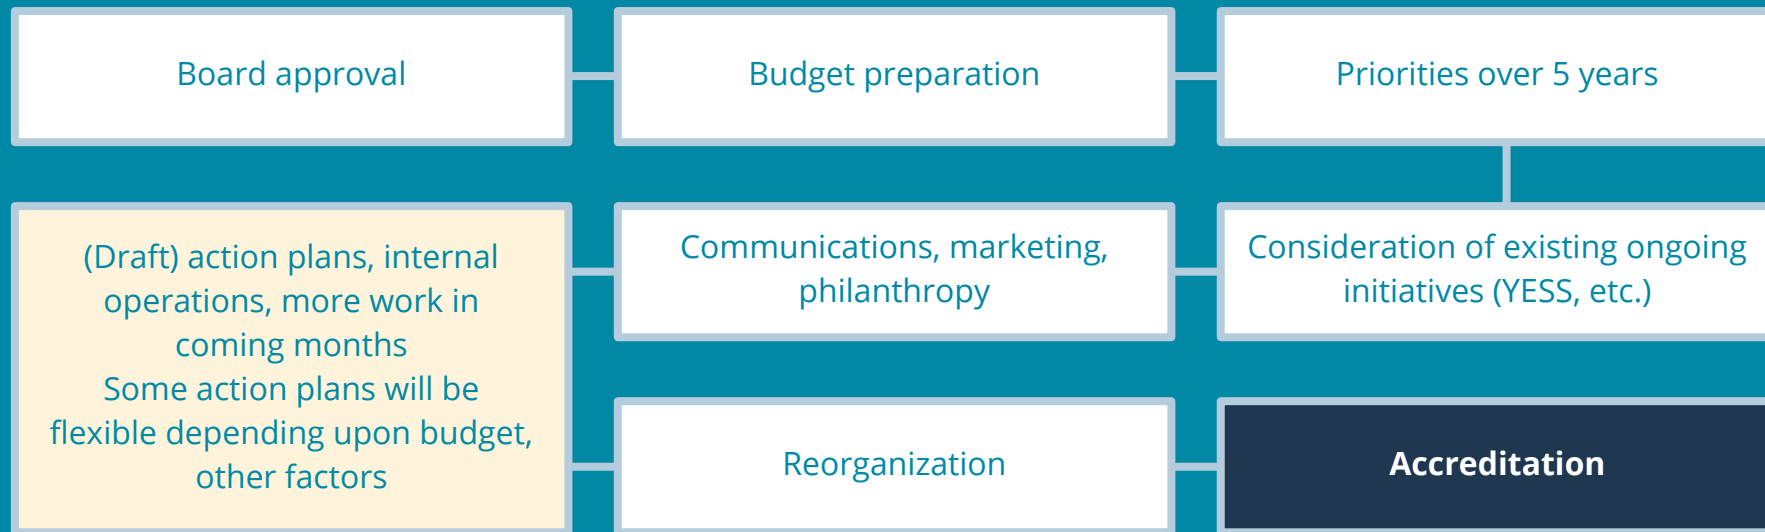 Board approval
Budget preparation
Priorities over 5 years
Consideration of existing ongoing
initiatives (YESS, etc.)
Communications, marketing,
philanthropy
(Draft) action plans, internal
operations, more work in
coming months
Some action plans will be
flexible depending upon budget,
other factors
Reorganization
Accreditation